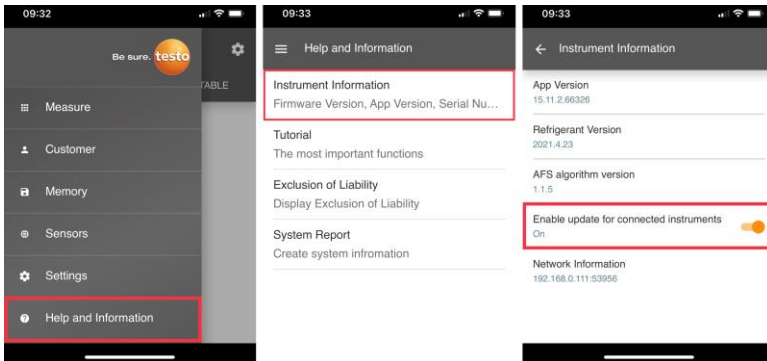 09:32
Be sure. testo
TABLE
Measure
Customer
Memory
Sensors
Settings
Help and Information
09:33
Help and Information
Instrument Information
Firmware Version, App Version, Serial Nu...
Tutorial
The most important functions
Exclusion of Liability
Display Exclusion of Liability
System Report
Create system infromation
09:33
Instrument Information
App Version
15.11.2.66326
Refrigerant Version
2021.4.23
AFS algorithm version
1.1.5
Enable update for connected instruments
On
Network Information
192.168.0.111:53956